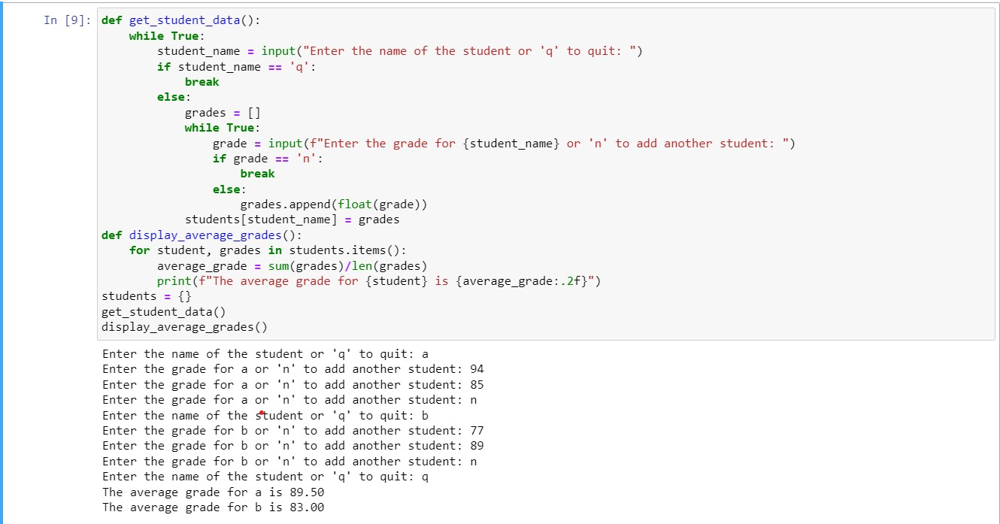 In [9]: def get_student_data():
    while True:
        student_name = input("Enter the name of the student or 'q' to quit: ")
        if student_name == 'q':
            break
        else:
            grades = []
            while True:
                grade = input(f"Enter the grade for {student_name} or 'n' to add another student: ")
                if grade == 'n':
                    break
                else:
                    grades.append(float(grade))
            students[student_name] = grades
def display_average_grades():
    for student, grades in students.items():
        average_grade = sum(grades)/len(grades)
        print(f"The average grade for {student} is {average_grade:.2f}")
students = {}
get_student_data()
display_average_grades()
Enter the name of the student or 'q' to quit: a
Enter the grade for a or 'n' to add another student: 94
Enter the grade for a or 'n' to add another student: 85
Enter the grade for a or 'n' to add another student: n
Enter the name of the student or 'q' to quit: b
Enter the grade for b or 'n' to add another student: 77
Enter the grade for b or 'n' to add another student: 89
Enter the grade for b or 'n' to add another student: n
Enter the name of the student or 'q' to quit: q
The average grade for a is 89.50
The average grade for b is 83.00